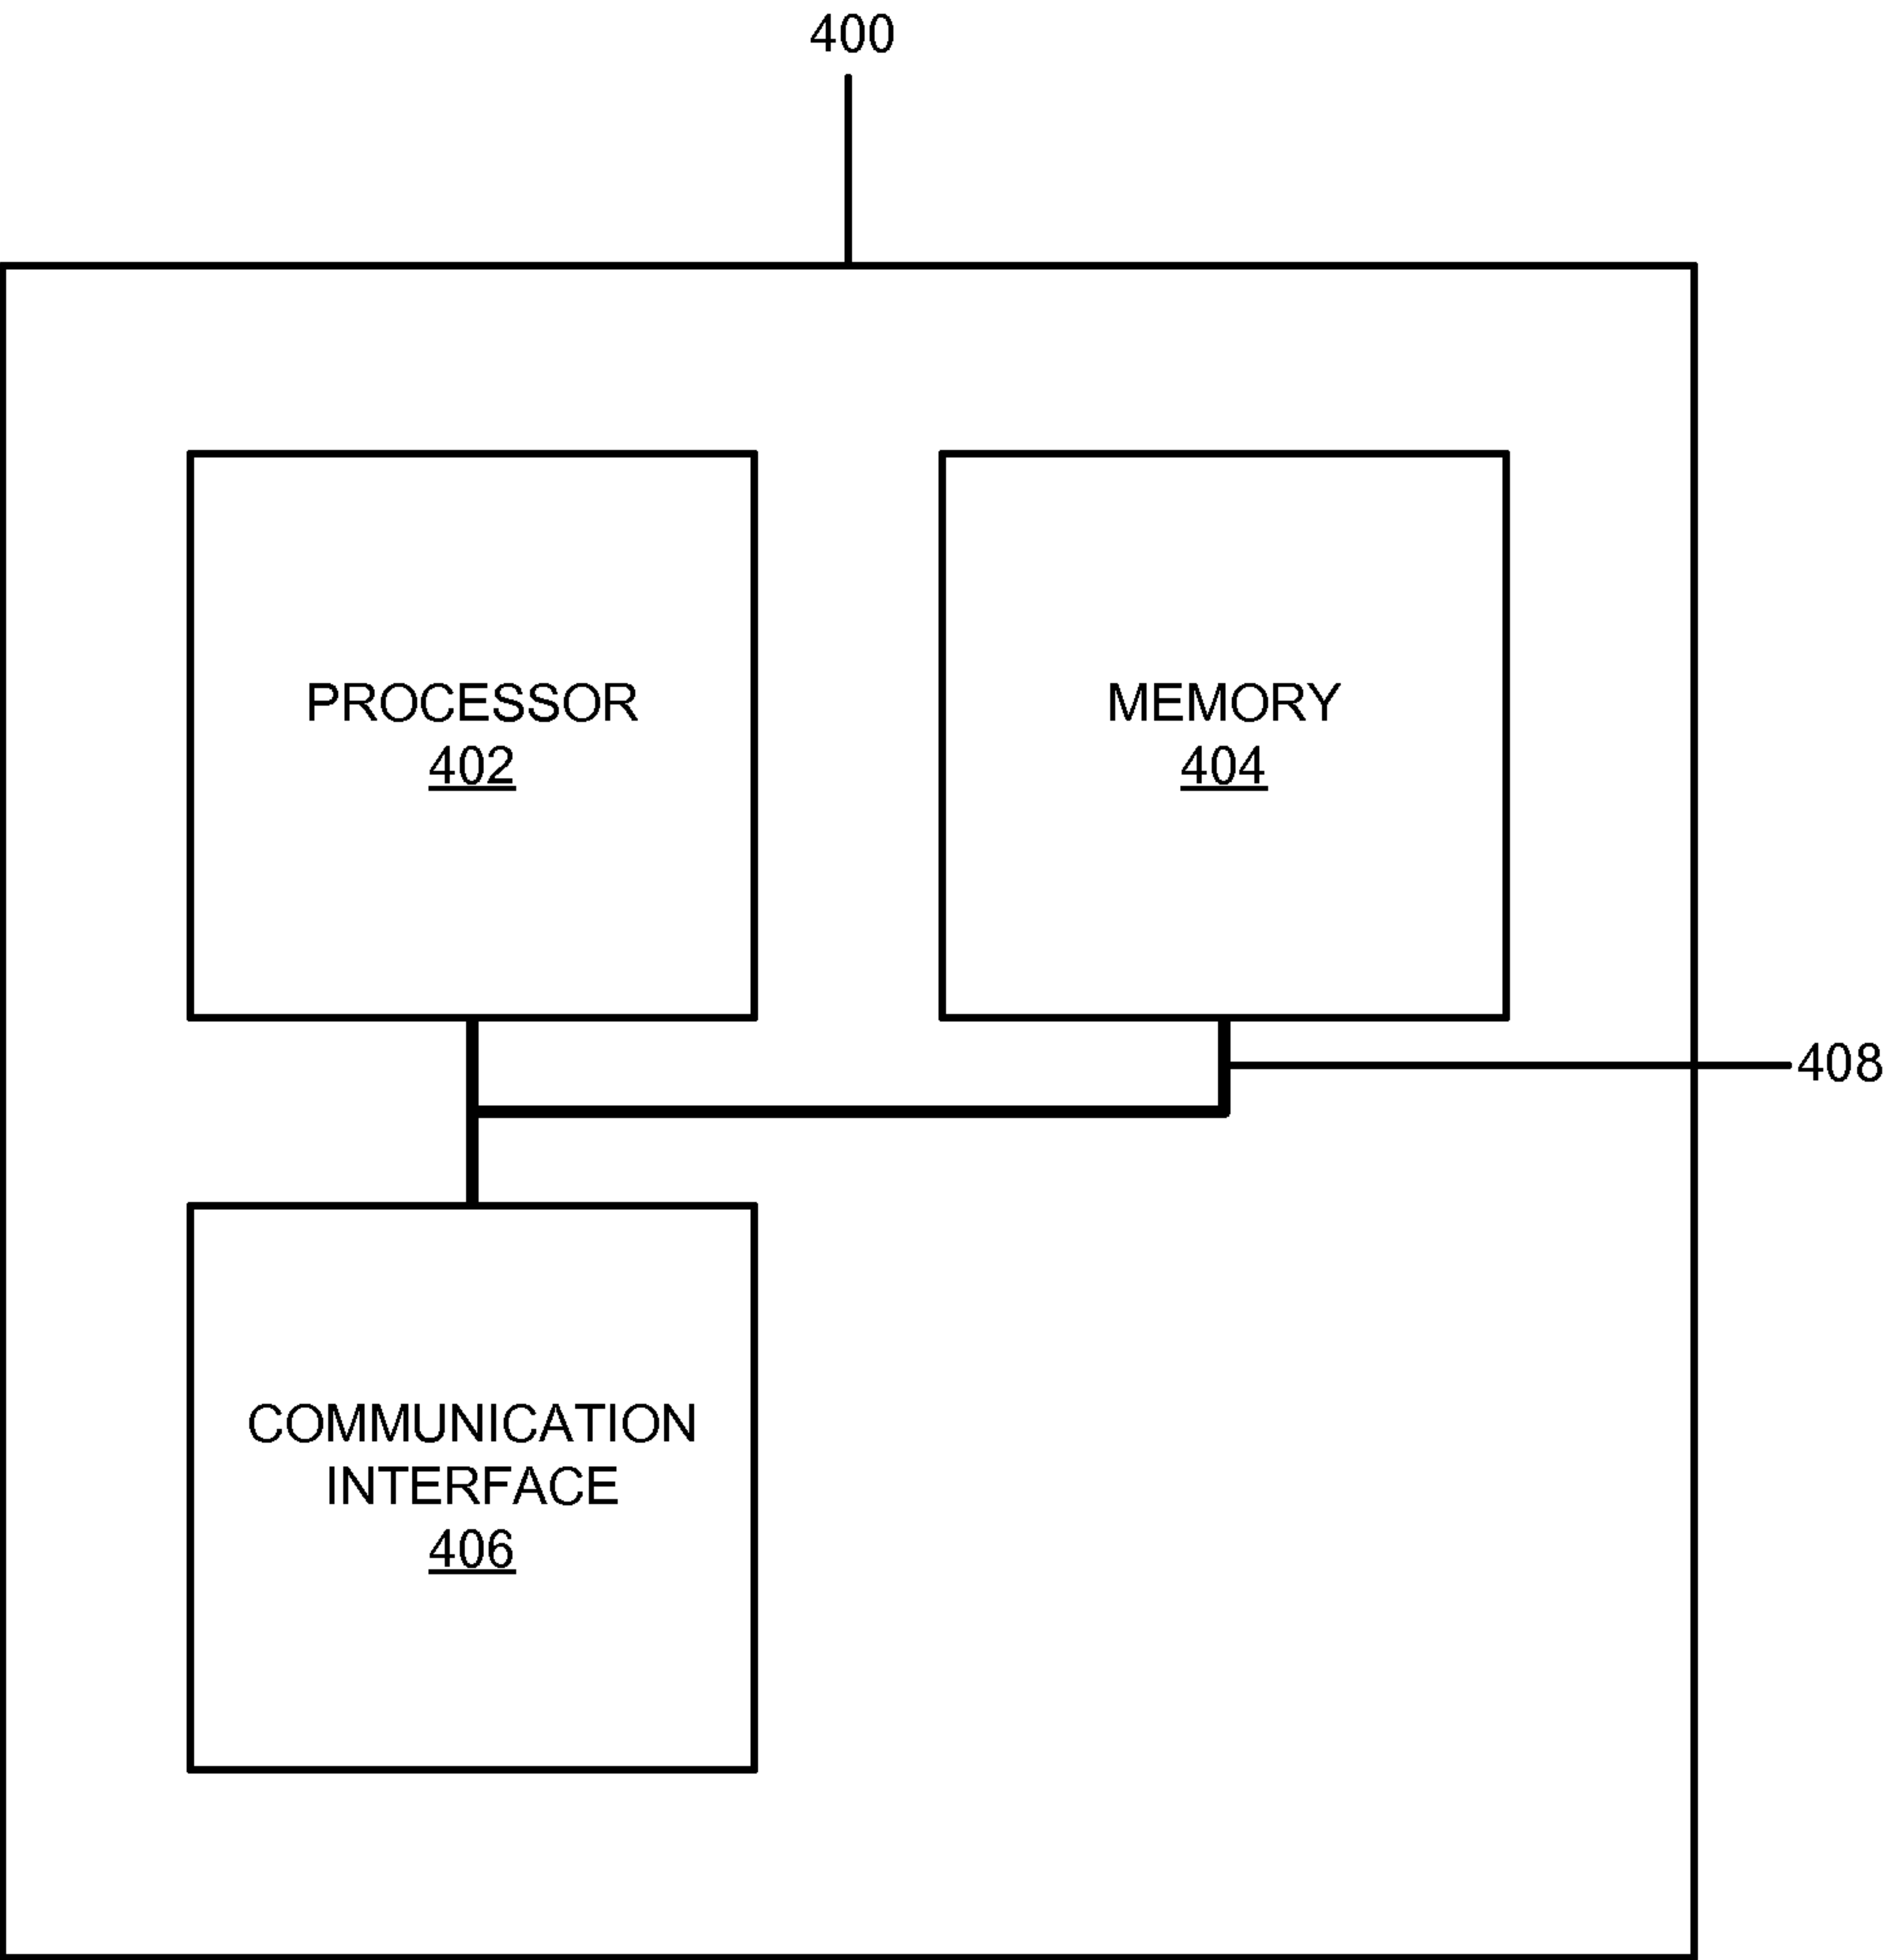 400
PROCESSOR
402
MEMORY
404
408
COMMUNICATION
INTERFACE
406